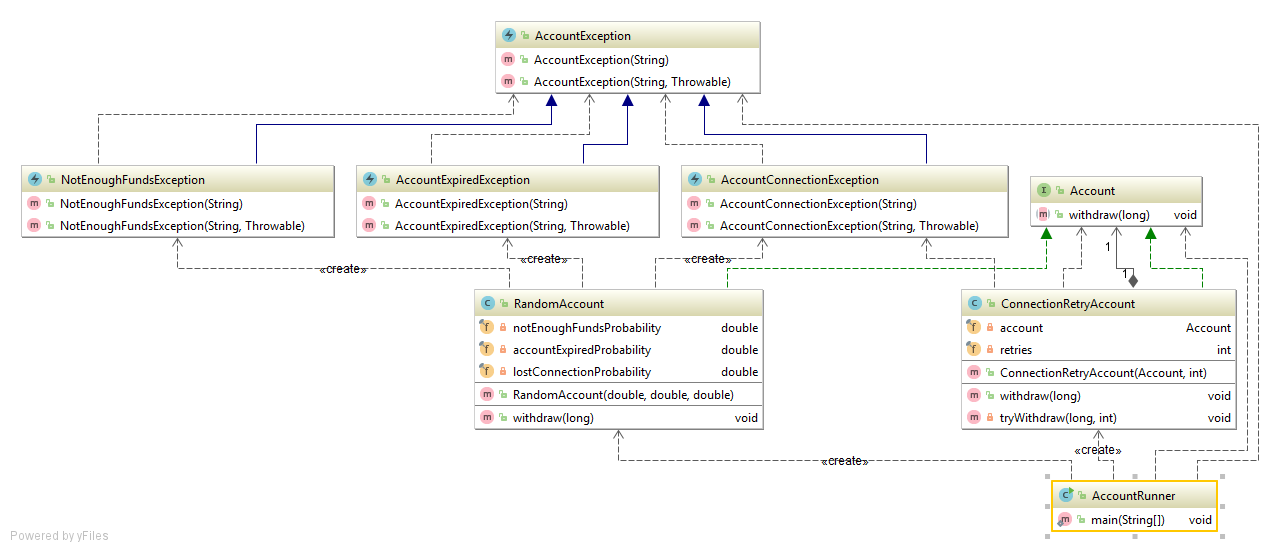 AccountException
AccountException(String)
AccountException(String, Throwable)
NotEnoughFundsException
NotEnoughFundsException(String)
NotEnoughFundsException(String, Throwable)
AccountExpiredException
AccountExpiredException(String)
AccountExpiredException(String, Throwable)
AccountConnectionException
AccountConnectionException(String)
AccountConnectionException(String, Throwable)
I Account
m withdraw(long) void
1
1
«create»
«create»
«create»
C RandomAccount
f notEnoughFundsProbability double
f accountExpiredProbability double
f lostConnectionProbability double
m RandomAccount(double, double, double)
m withdraw(long) void
C ConnectionRetryAccount
f account Account
f retries int
m ConnectionRetryAccount(Account, int)
m withdraw(long) void
m tryWithdraw(long, int) void
«create»
«create»
C AccountRunner
m main(String[]) void
Powered by yFiles